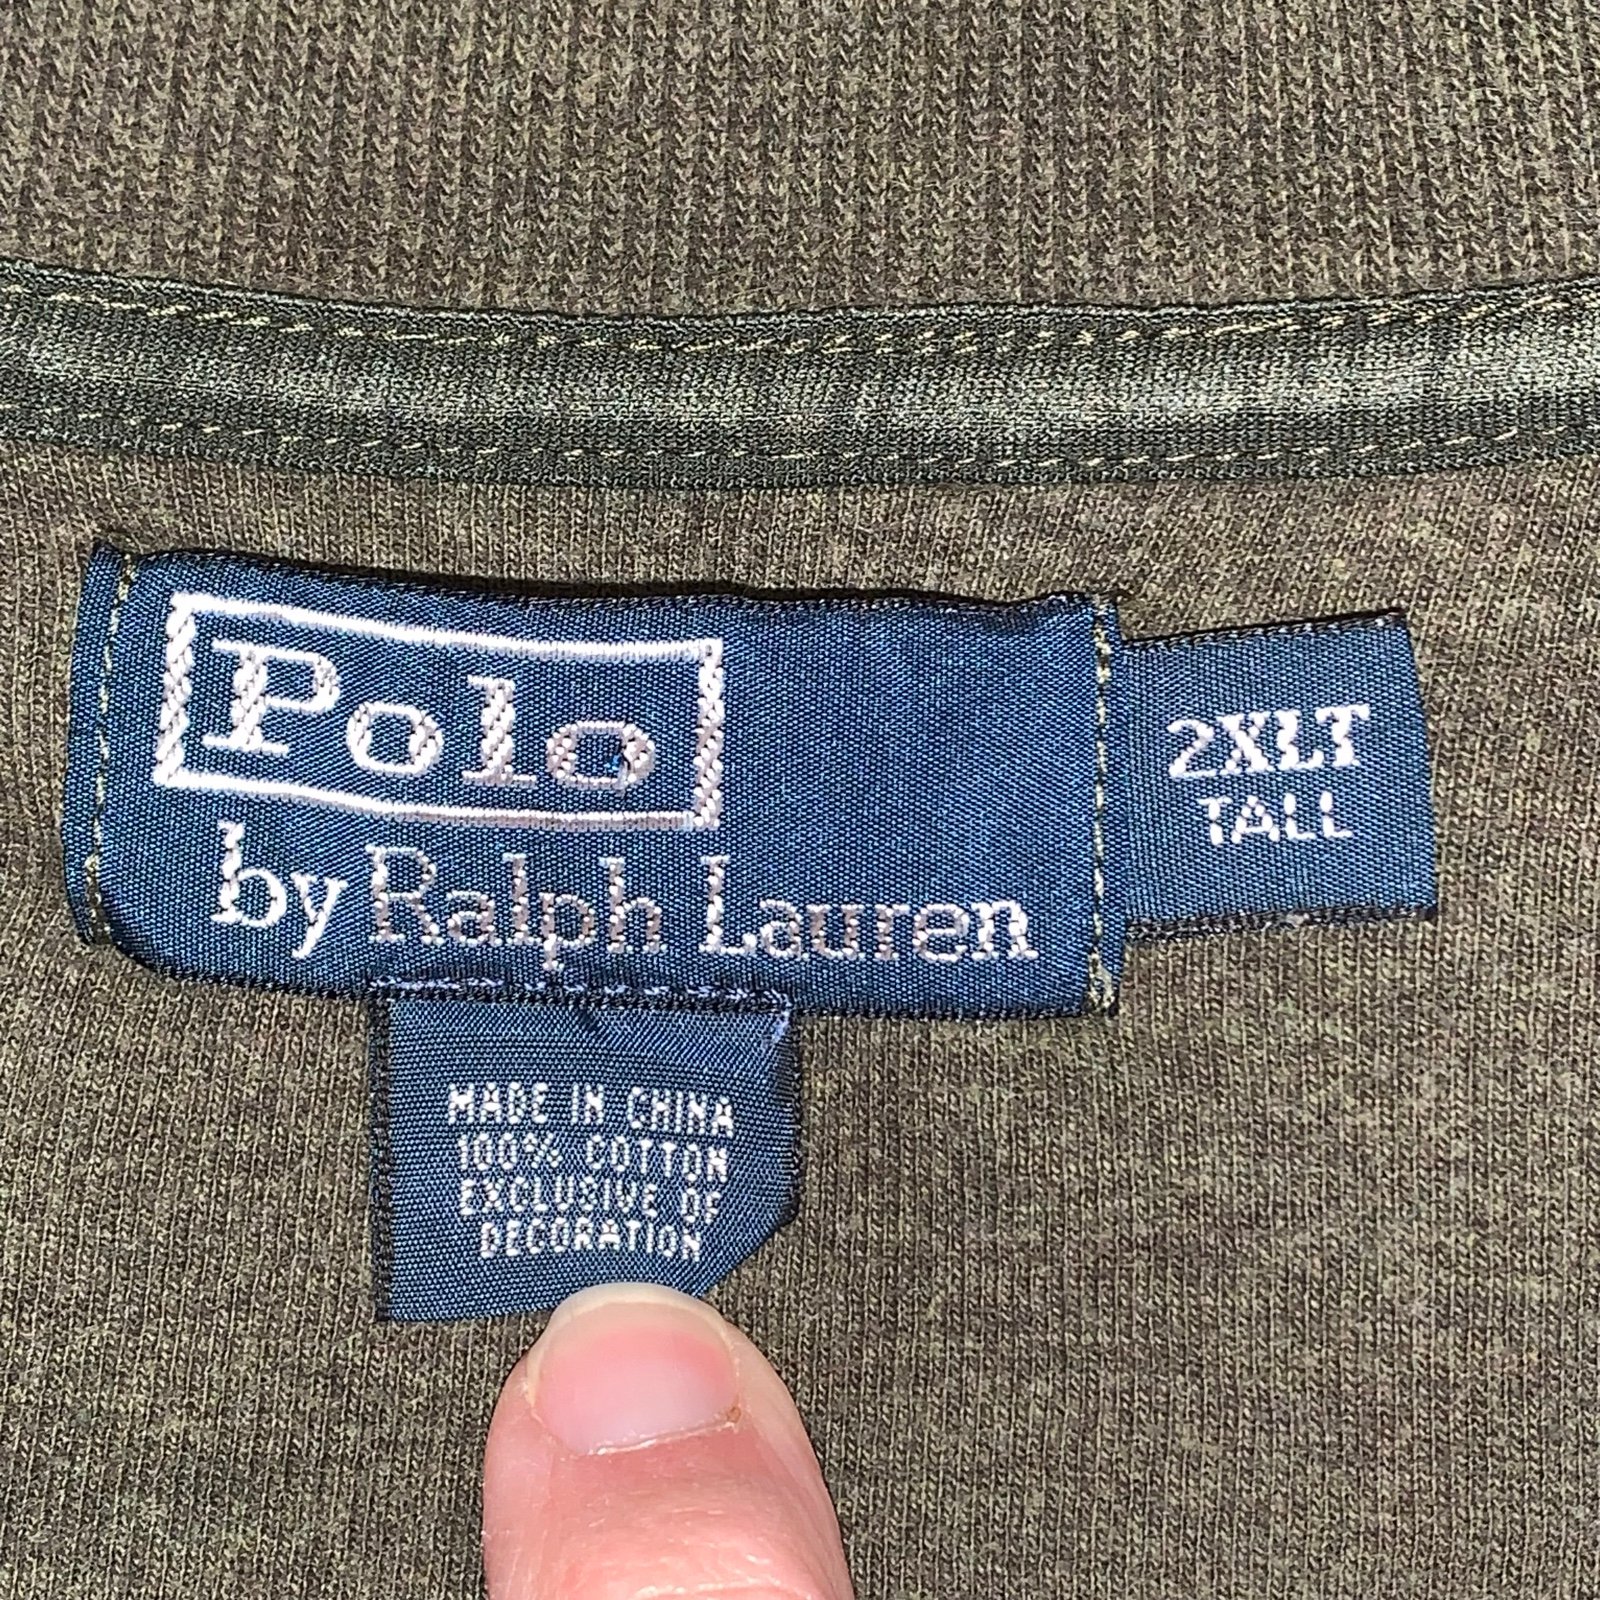 Polo
by Ralph Lauren
2XLT
TALL
MADE IN CHINA
100% COTTON
EXCLUSIVE OF
DECORATION